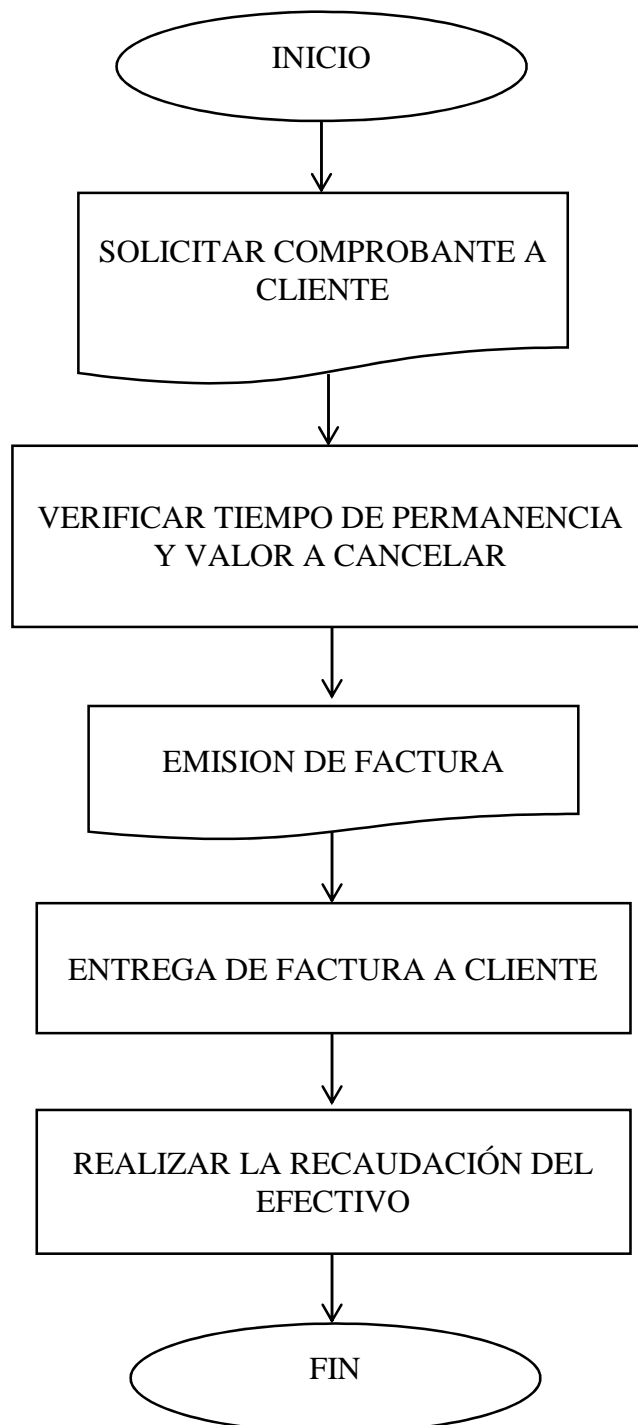 INICIO
SOLICITAR COMPROBANTE A
CLIENTE
VERIFICAR TIEMPO DE PERMANENCIA
Y VALOR A CANCELAR
EMISION DE FACTURA
ENTREGA DE FACTURA A CLIENTE
REALIZAR LA RECAUDACIÓN DEL
EFECTIVO
FIN